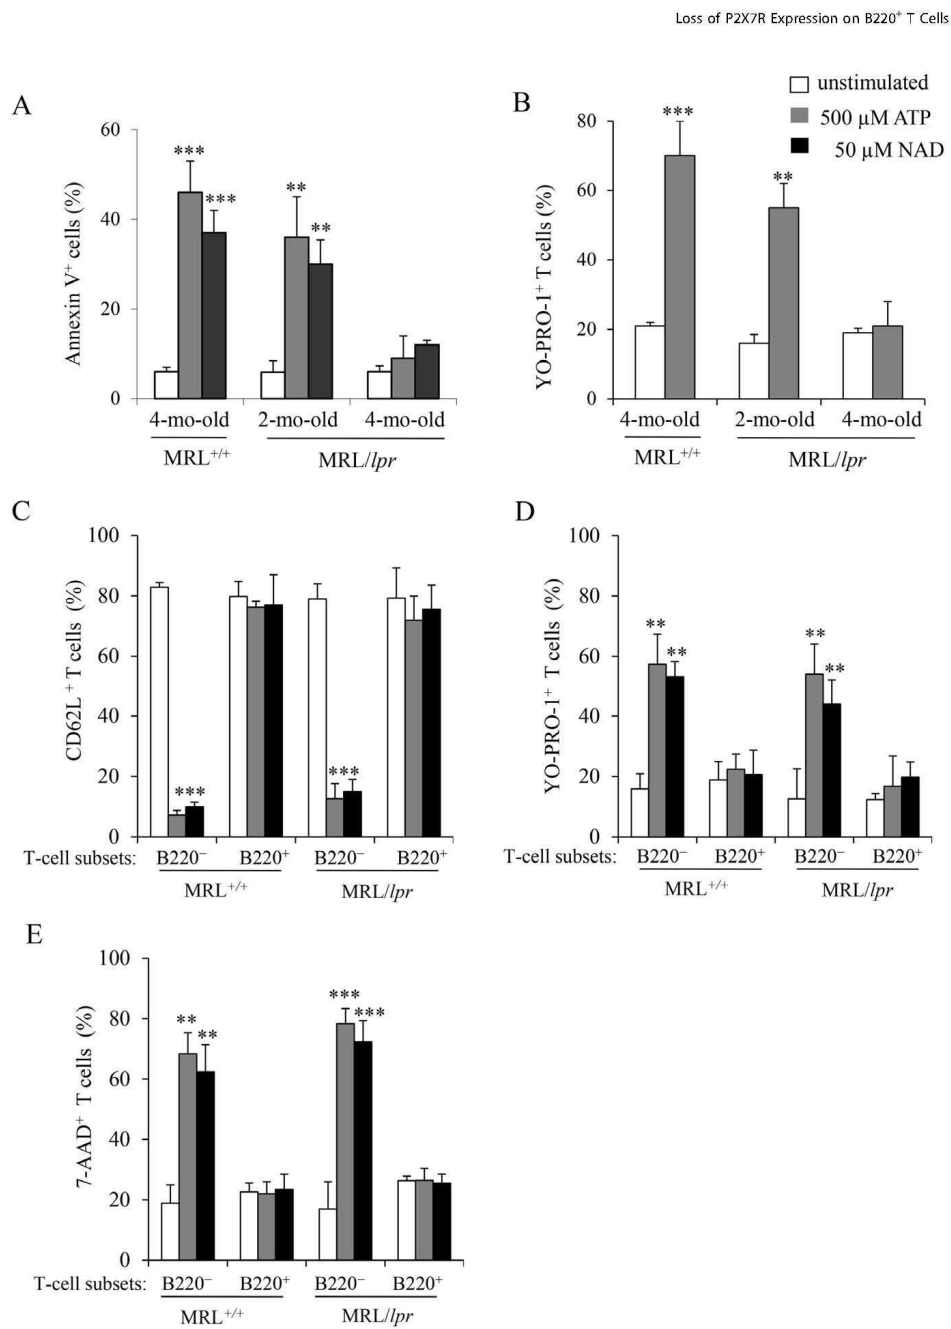 Loss of P2X7R Expression on B220⁺ T Cells
unstimulated
500 µM ATP
50 µM NAD
A
Annexin V⁺ cells (%)
60
40
20
0
***
***
**
**
4-mo-old 2-mo-old 4-mo-old
MRL⁺/⁺ MRL/lpr
B
YO-PRO-1⁺ T cells (%)
80
60
40
20
0
***
**
4-mo-old 2-mo-old 4-mo-old
MRL⁺/⁺ MRL/lpr
C
CD62L⁺ T cells (%)
100
80
60
40
20
0
***
***
T-cell subsets: B220⁻ B220⁺ B220⁻ B220⁺
MRL⁺/⁺ MRL/lpr
D
YO-PRO-1⁺ T cells (%)
100
80
60
40
20
0
**
**
**
**
T-cell subsets: B220⁻ B220⁺ B220⁻ B220⁺
MRL⁺/⁺ MRL/lpr
E
7-AAD⁺ T cells (%)
100
80
60
40
20
0
**
**
***
***
T-cell subsets: B220⁻ B220⁺ B220⁻ B220⁺
MRL⁺/⁺ MRL/lpr